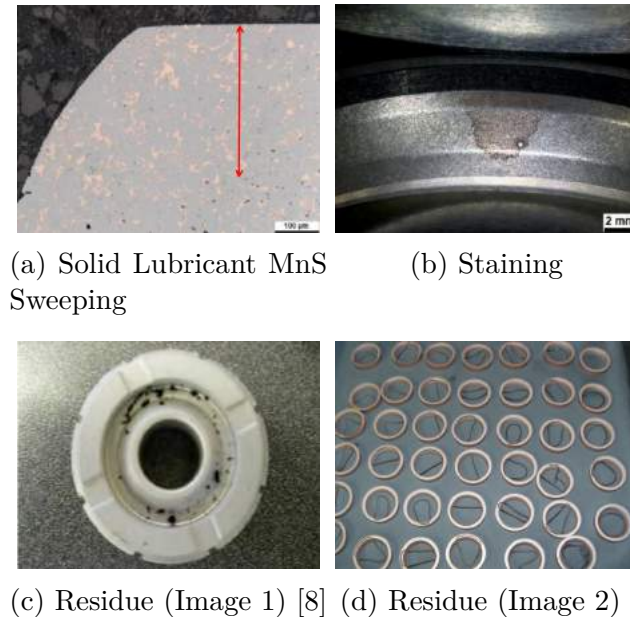 100 µm
2 mm
(a) Solid Lubricant MnS
Sweeping
(b) Staining
(c) Residue (Image 1) [8]
(d) Residue (Image 2)